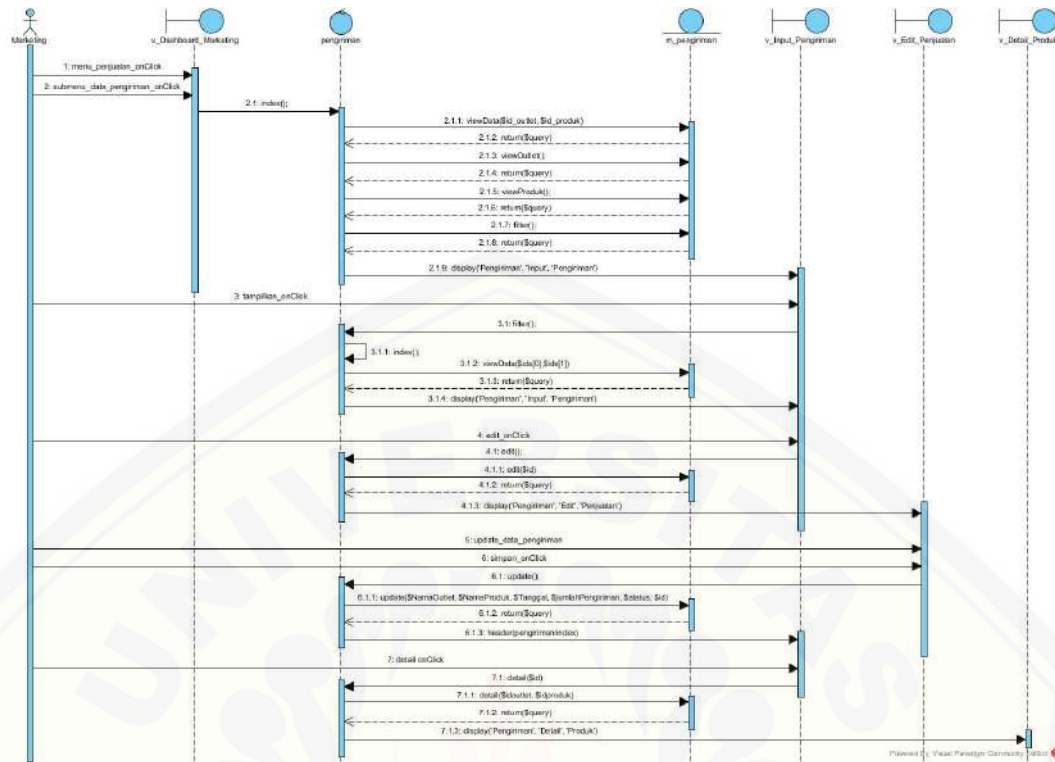 Marketing
v_Dashboard_Marketing
pengiriman
m_pengiriman
v_Input_Pengiriman
v_Edit_Penjualan
v_Detail_Produk
1: menu_penjualan_onClick
2: submenu_data_pengiriman_onClick
2.1: index();
2.1.1: viewData($id_outlet, $id_produk)
2.1.2: return($query)
2.1.3: viewOutlet();
2.1.4: return($query)
2.1.5: viewProduk();
2.1.6: return($query)
2.1.7: filter();
2.1.8: return($query)
2.1.9: display('Pengiriman', 'Input', 'Pengiriman')
3: tampilkan_onClick
3.1: filter();
3.1.1: index();
3.1.2: viewData($ids[0],$ids[1])
3.1.3: return($query)
3.1.4: display('Pengiriman', 'Input', 'Pengiriman')
4: edit_onClick
4.1: edit();
4.1.1: edit($id)
4.1.2: return($query)
4.1.3: display('Pengiriman', 'Edit', 'Penjualan')
5: update_data_pengiriman
6: simpan_onClick
6.1: update()
6.1.1: update($NamaOutlet, $NamaProduk, $Tanggal, $jumlahPengiriman, $status, $id)
6.1.2: return($query)
6.1.3: header(pengiriman/index)
7: detail onClick
7.1: detail($id)
7.1.1: detail($idoutlet, $idproduk)
7.1.2: return($query)
7.1.3: display('Pengiriman', 'Detail', 'Produk')
UNIVERSITAS
Powered By Visual Paradigm Community Edition